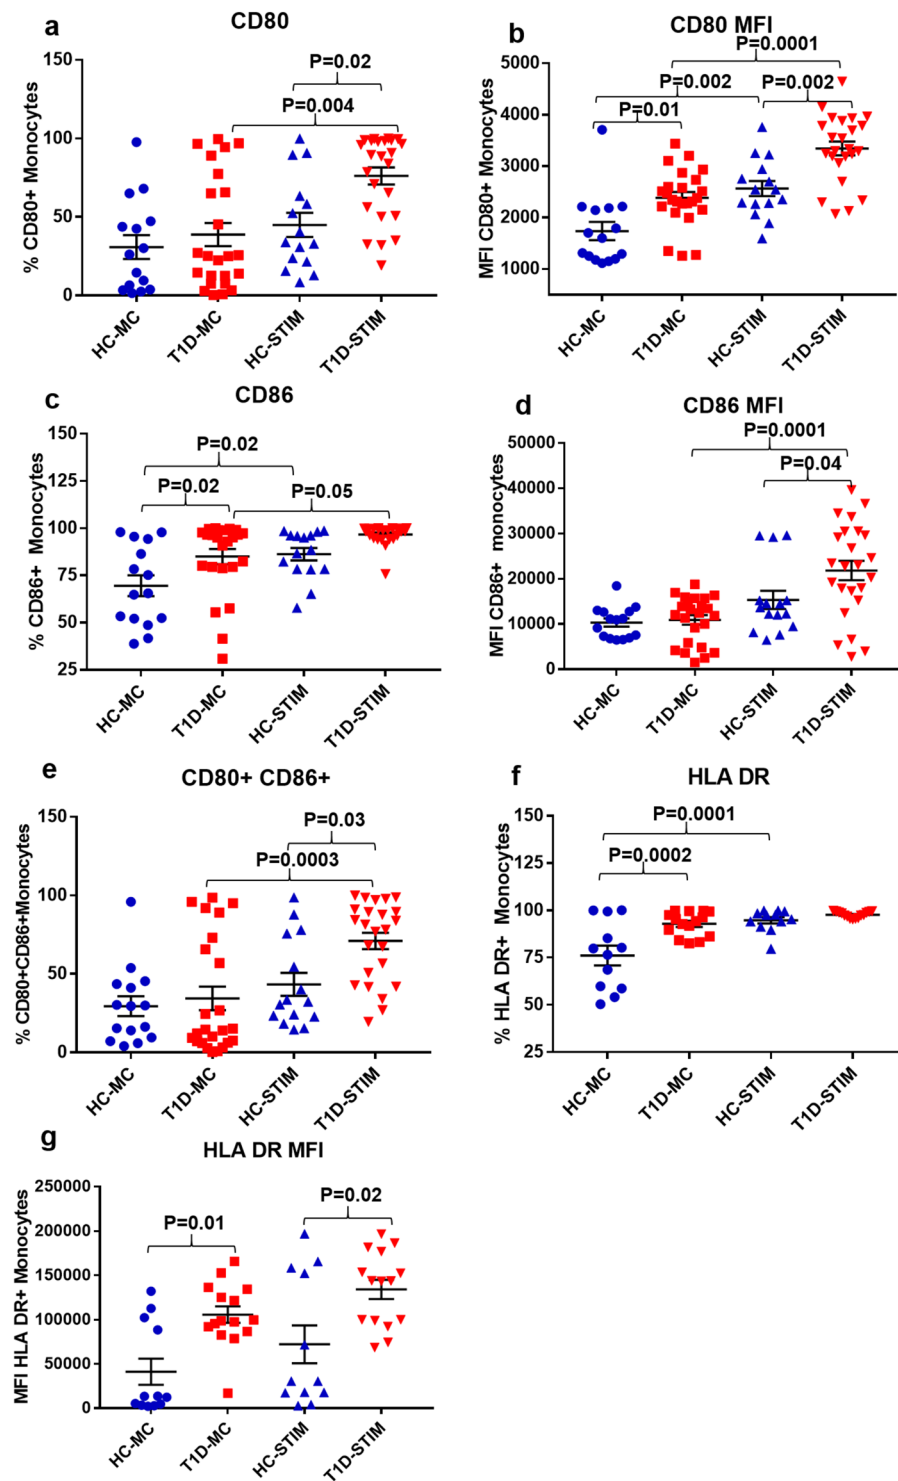 a
CD80
150
100
50
0
% CD80+ Monocytes
P=0.02
P=0.004
HC-MC
T1D-MC
HC-STIM
T1D-STIM
b
CD80 MFI
5000
4000
3000
2000
1000
MFI CD80+ Monocytes
P=0.0001
P=0.002
P=0.002
P=0.01
HC-MC
T1D-MC
HC-STIM
T1D-STIM
c
CD86
150
125
100
75
50
25
% CD86+ Monocytes
P=0.02
P=0.02
P=0.05
HC-MC
T1D-MC
HC-STIM
T1D-STIM
d
CD86 MFI
50000
40000
30000
20000
10000
0
MFI CD86+ monocytes
P=0.0001
P=0.04
HC-MC
T1D-MC
HC-STIM
T1D-STIM
e
CD80+ CD86+
150
100
50
0
% CD80+CD86+Monocytes
P=0.03
P=0.0003
HC-MC
T1D-MC
HC-STIM
T1D-STIM
f
HLA DR
150
125
100
75
50
25
% HLA DR+ Monocytes
P=0.0001
P=0.0002
HC-MC
T1D-MC
HC-STIM
T1D-STIM
g
HLA DR MFI
250000
200000
150000
100000
50000
0
MFI HLA DR+ Monocytes
P=0.01
P=0.02
HC-MC
T1D-MC
HC-STIM
T1D-STIM